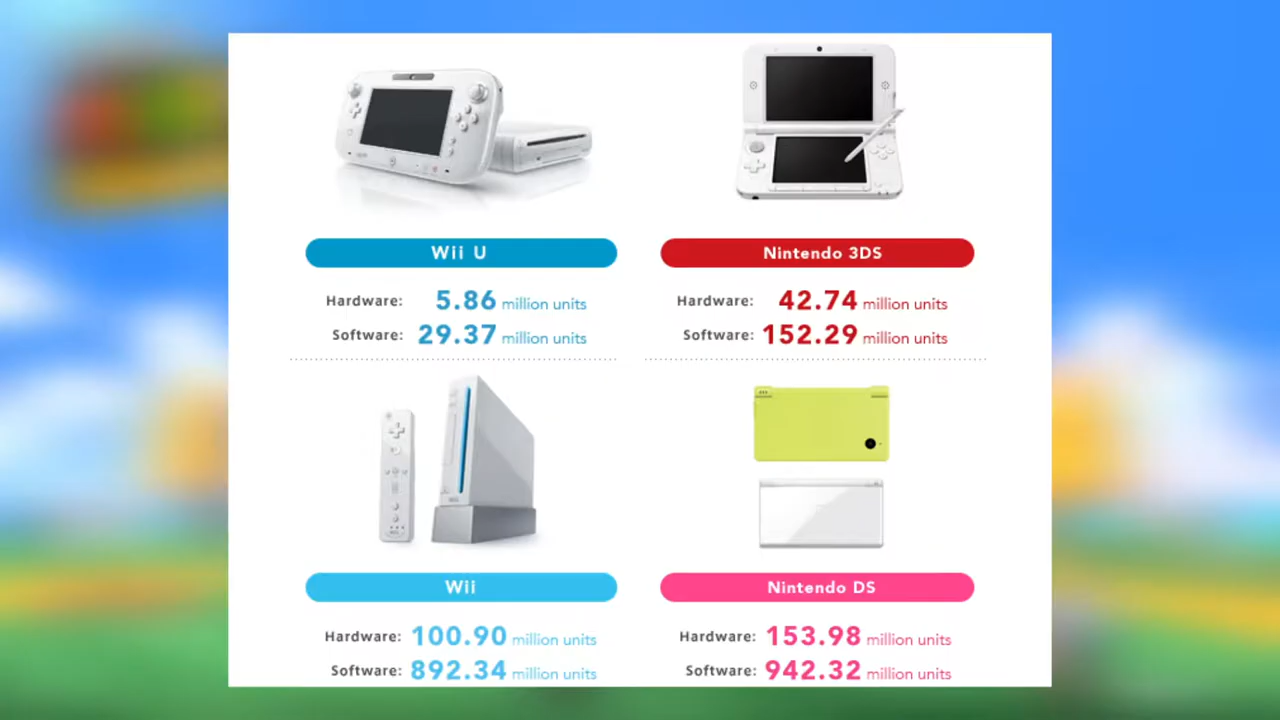 Wii U
Hardware: 5.86 million units
Software: 29.37 million units
Nintendo 3DS
Hardware: 42.74 million units
Software: 152.29 million units
Wii
Hardware: 100.90 million units
Software: 892.34 million units
Nintendo DS
Hardware: 153.98 million units
Software: 942.32 million units